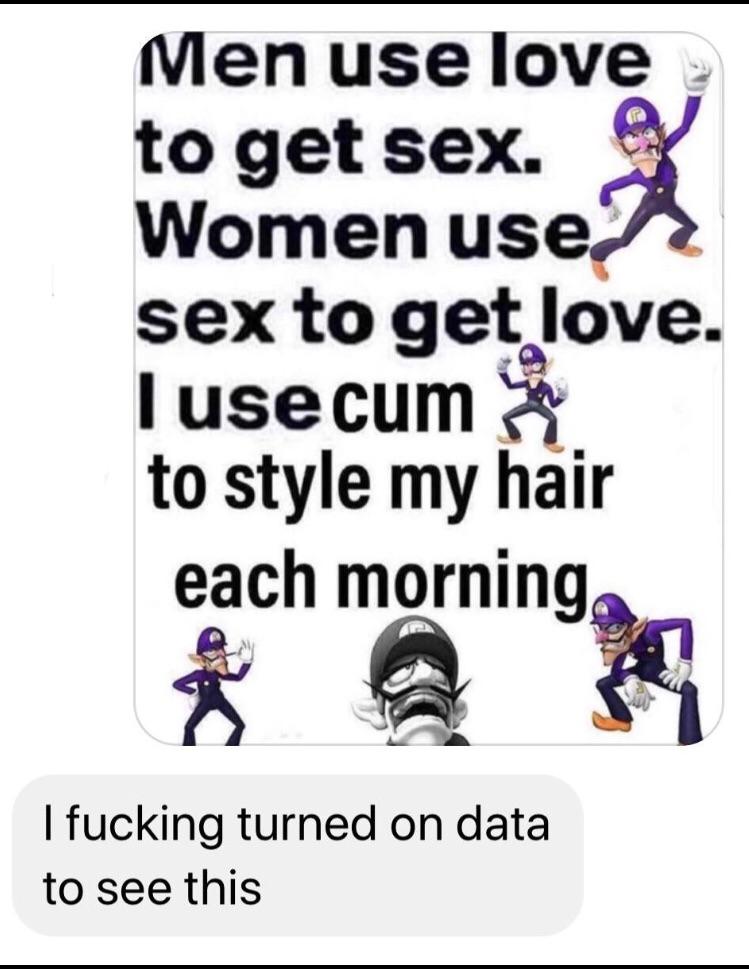 Men use love
to get sex.
Women use
sex to get love.
I use cum
to style my hair
each morning
I fucking turned on data
to see this